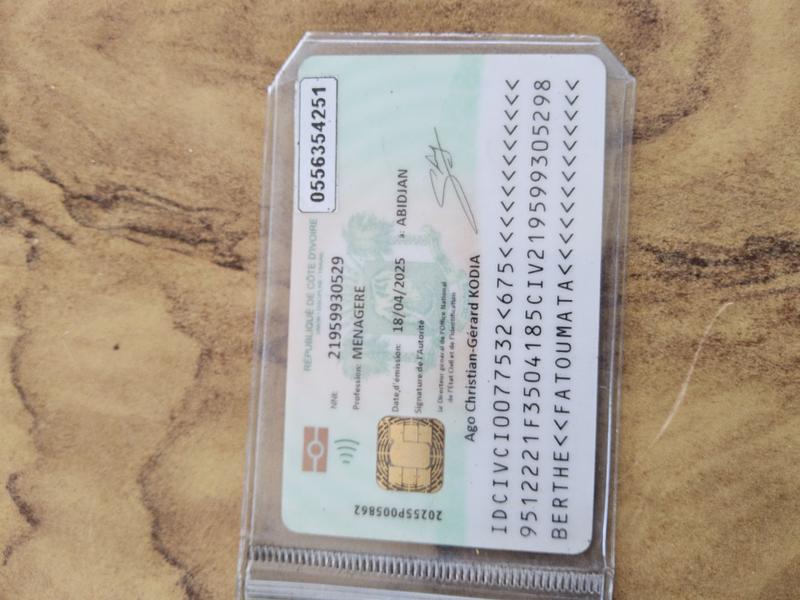 0556354251
RÉPUBLIQUE DE CÔTE D'IVOIRE
NNI: 21959930529
Profession: MENAGERE
Date d'émission: 18/04/2025 à: ABIDJAN
Signature de l'Autorité
Le Directeur général de l'Office National
de l'État Civil et de l'Identification
Ago Christian-Gérard KODIA
20255P005862
IDCIVCI0077532<675<<<<<<<<<<<<
9512221F3504185CIV219599305298
BERTHE<<FATOUMATA<<<<<<<<<<<<<